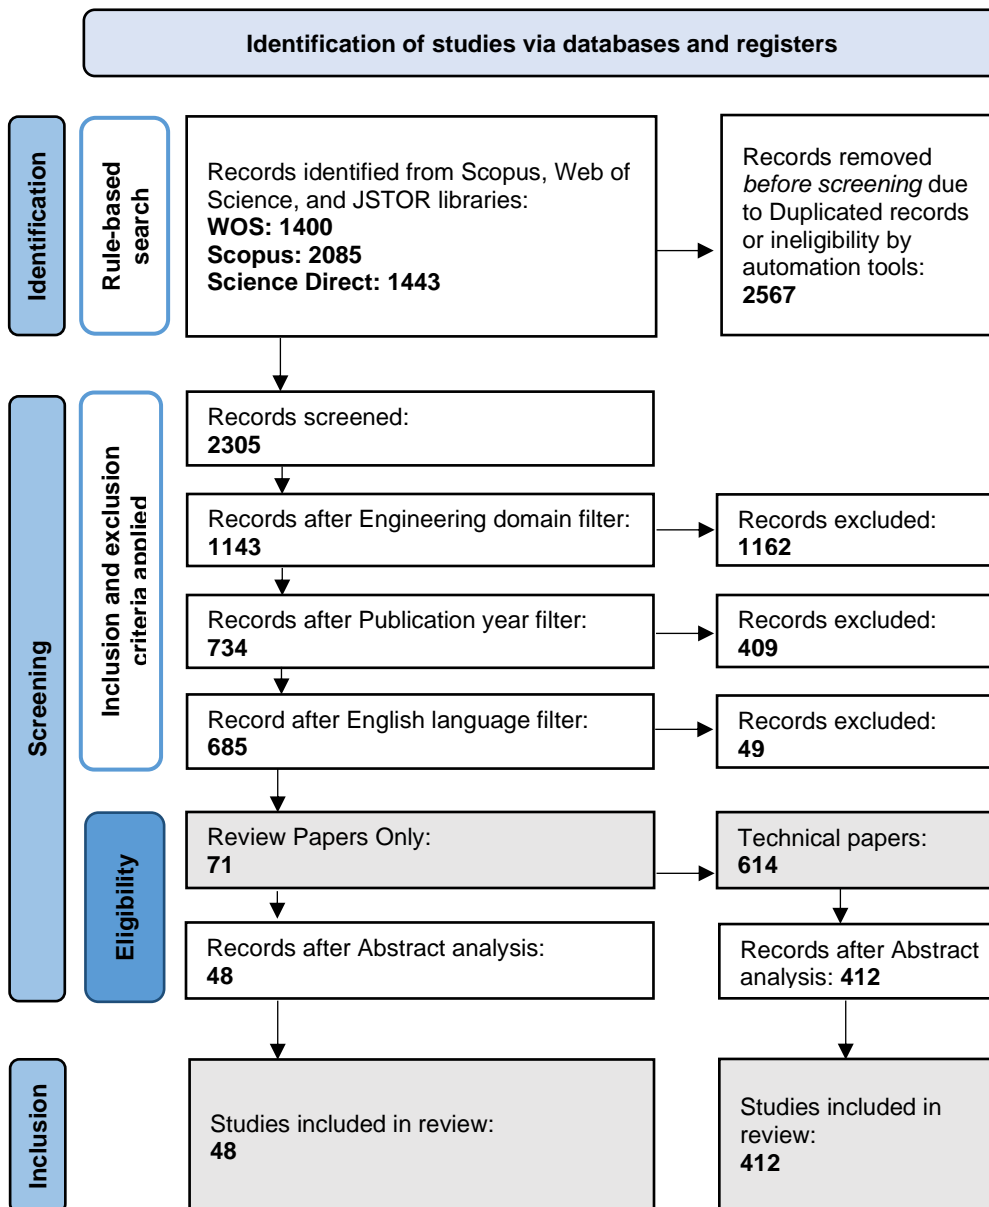 Identification of studies via databases and registers
Identification
Rule-based
search
Records identified from Scopus, Web of
Science, and JSTOR libraries:
WOS: 1400
Scopus: 2085
Science Direct: 1443
Records removed
before screening due
to Duplicated records
or ineligibility by
automation tools:
2567
Screening
Inclusion and exclusion
criteria applied
Records screened:
2305
Records after Engineering domain filter:
1143
Records excluded:
1162
Records after Publication year filter:
734
Records excluded:
409
Record after English language filter:
685
Records excluded:
49
Eligibility
Review Papers Only:
71
Technical papers:
614
Records after Abstract analysis:
48
Records after Abstract
analysis: 412
Inclusion
Studies included in review:
48
Studies included in
review:
412